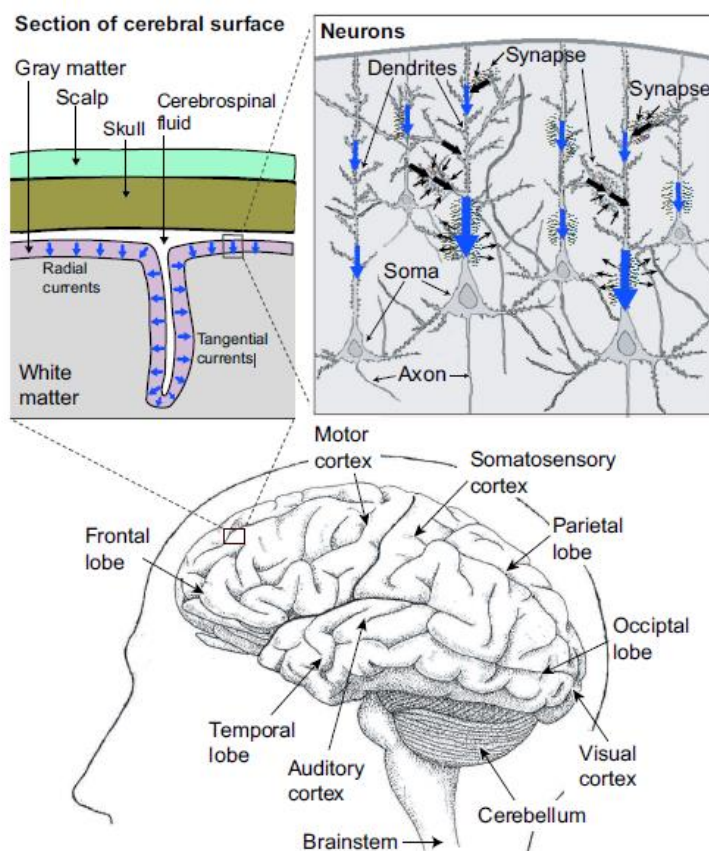 Section of cerebral surface
Gray matter
Scalp
Skull
Cerebrospinal
fluid
Radial
currents
Tangential
currents|
White
matter
Neurons
Synapse
Dendrites
Synapse
Soma
Axon
Motor
cortex
Somatosensory
cortex
Parietal
lobe
Frontal
lobe
Occiptal
lobe
Temporal
lobe
Auditory
cortex
Visual
cortex
Cerebellum
Brainstem